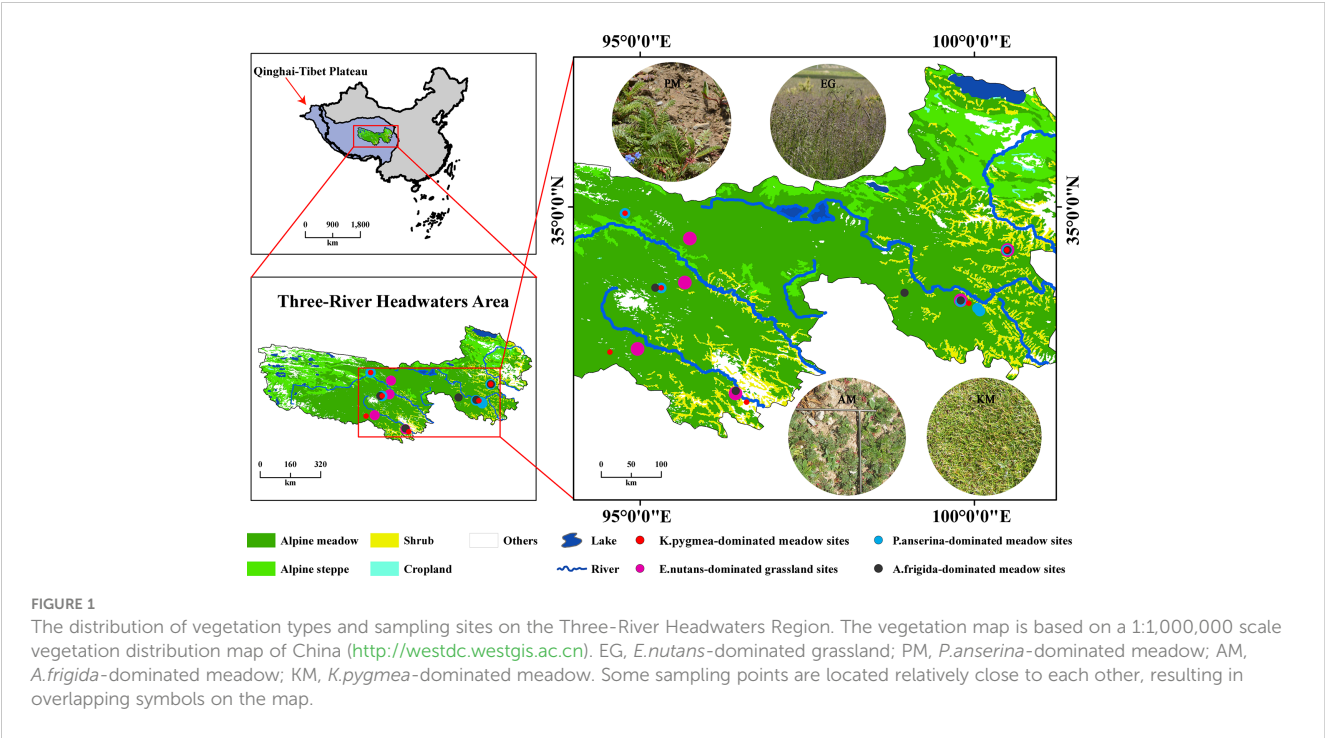 95°0'0"E
100°0'0"E
Qinghai-Tibet Plateau
PM
EG
35°0'0"N
35°0'0"N
0 900 1,800
km
Three-River Headwaters Area
AM
KM
0 160 320
km
0 50 100
km
95°0'0"E
100°0'0"E
Alpine meadow
Shrub
Others
Lake
K.pygmea-dominated meadow sites
P.anserina-dominated meadow sites
Alpine steppe
Cropland
River
E.nutans-dominated grassland sites
A.frigida-dominated meadow sites
FIGURE 1
The distribution of vegetation types and sampling sites on the Three-River Headwaters Region. The vegetation map is based on a 1:1,000,000 scale
vegetation distribution map of China (http://westdc.westgis.ac.cn). EG, E.nutans-dominated grassland; PM, P.anserina-dominated meadow; AM,
A.frigida-dominated meadow; KM, K.pygmea-dominated meadow. Some sampling points are located relatively close to each other, resulting in
overlapping symbols on the map.